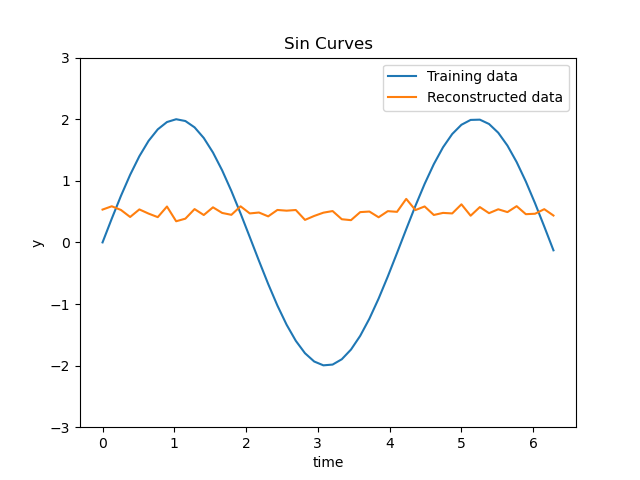 Sin Curves
Training data
Reconstructed data
3
2
1
0
−1
−2
−3
y
0 1 2 3 4 5 6
time